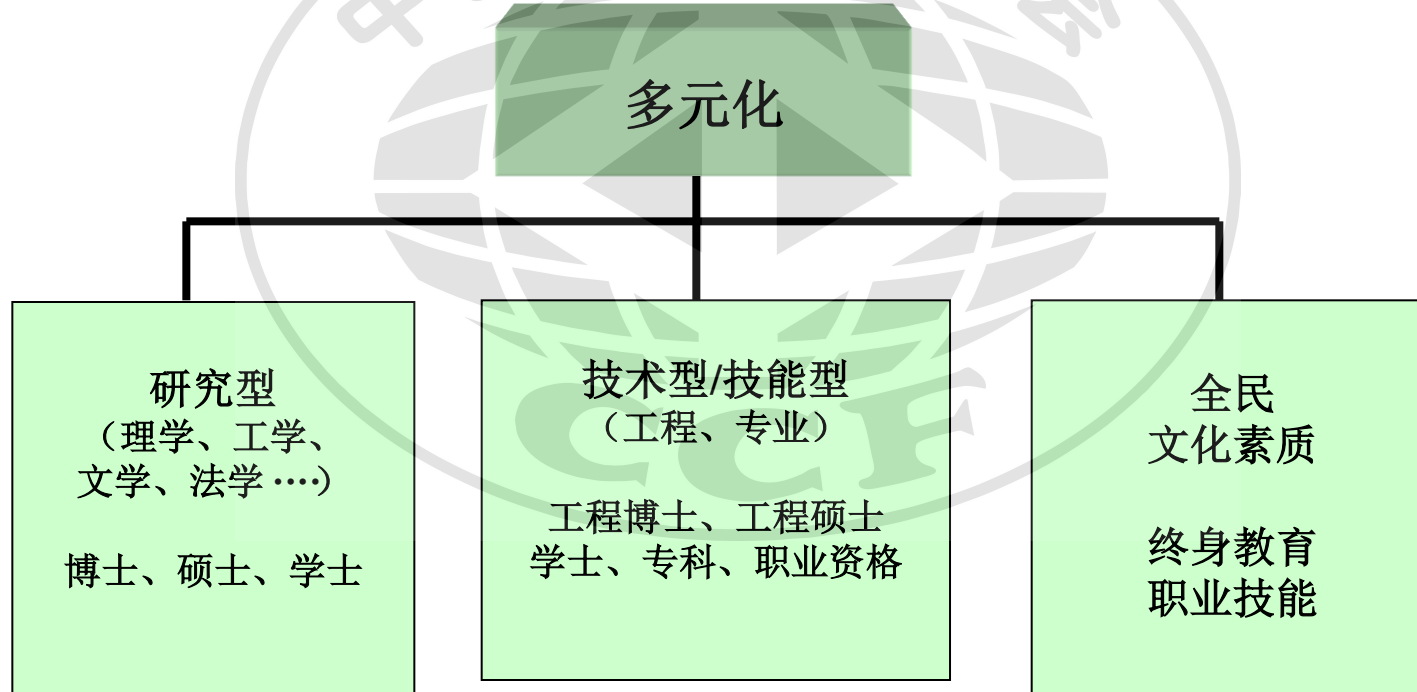 多元化
研究型
（理学、工学、
文学、法学 ····）
博士、硕士、学士
技术型/技能型
（工程、专业）
工程博士、工程硕士
学士、专科、职业资格
全民
文化素质
终身教育
职业技能
CCF